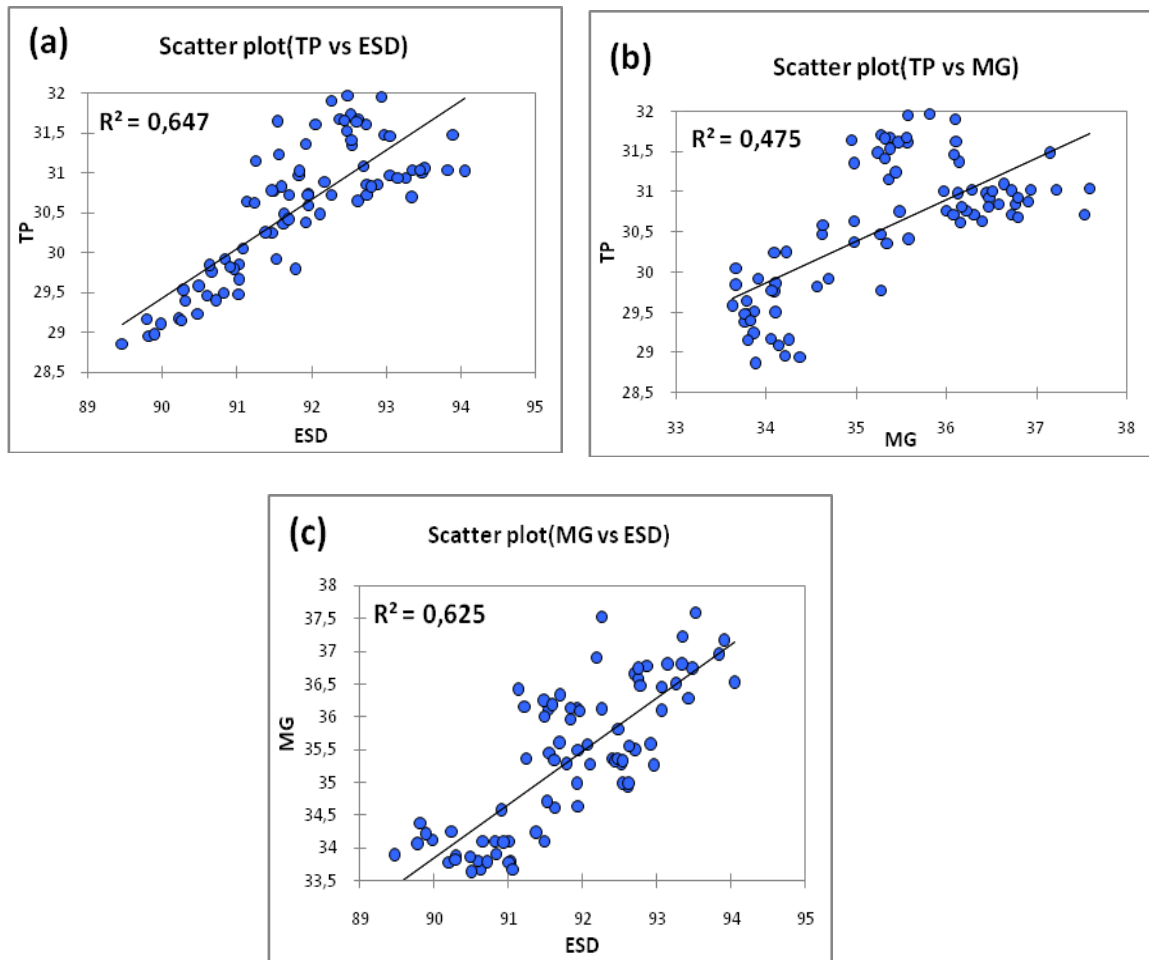 (a)
Scatter plot(TP vs ESD)
R² = 0,647
32
31,5
31
30,5
30
29,5
29
28,5
TP
89 90 91 92 93 94 95
ESD
(b)
Scatter plot(TP vs MG)
R² = 0,475
32
31,5
31
30,5
30
29,5
29
28,5
TP
33 34 35 36 37 38
MG
(c)
Scatter plot(MG vs ESD)
R² = 0,625
38
37,5
37
36,5
36
35,5
35
34,5
34
33,5
MG
89 90 91 92 93 94 95
ESD